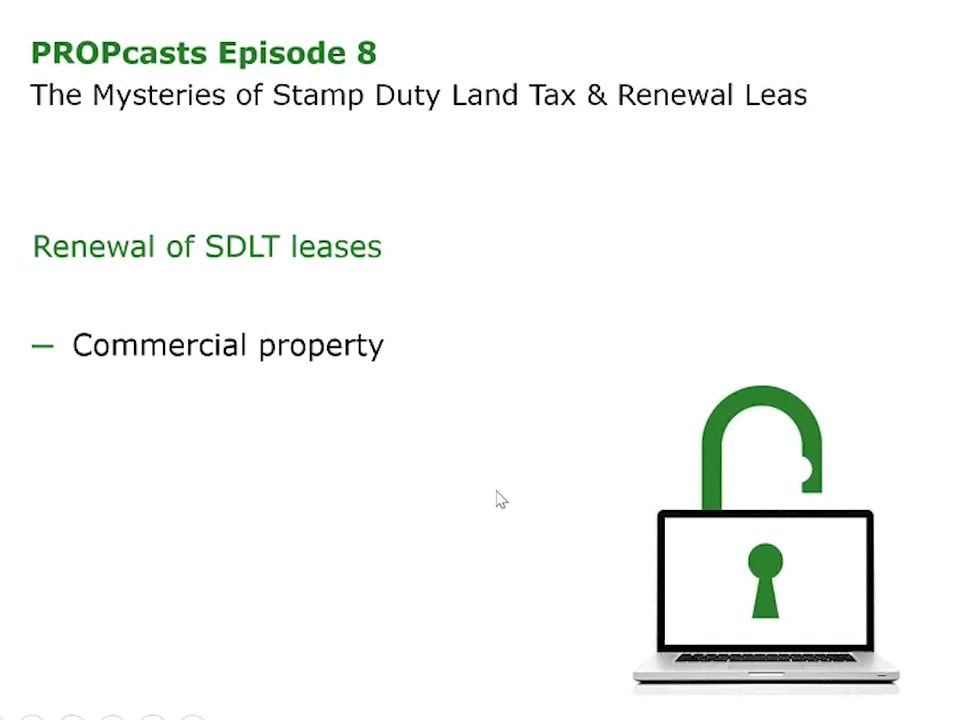 PROPcasts Episode 8
The Mysteries of Stamp Duty Land Tax & Renewal Leas
Renewal of SDLT leases
— Commercial property